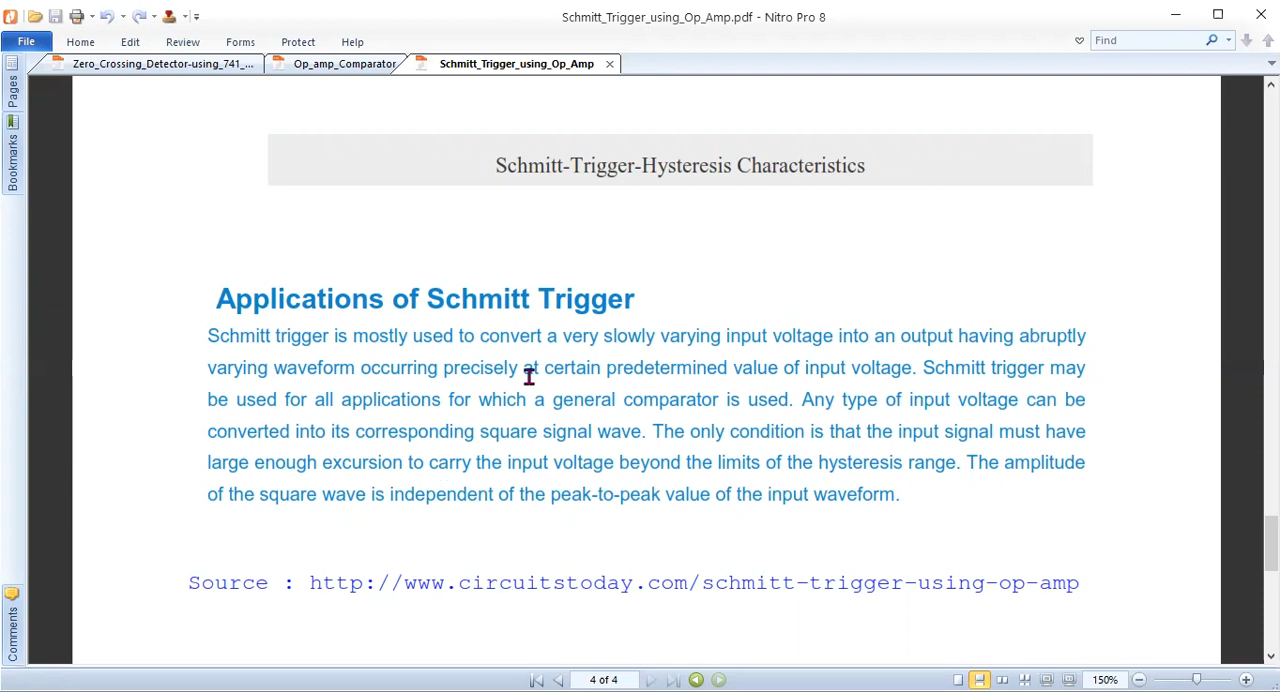 Schmitt_Trigger_using_Op_Amp.pdf - Nitro Pro 8
File Home Edit Review Forms Protect Help Find
Zero_Crossing_Detector-using_741_... Op_amp_Comparator Schmitt_Trigger_using_Op_Amp
Pages
Bookmarks
Schmitt-Trigger-Hysteresis Characteristics
Applications of Schmitt Trigger
Schmitt trigger is mostly used to convert a very slowly varying input voltage into an output having abruptly
varying waveform occurring precisely at certain predetermined value of input voltage. Schmitt trigger may
be used for all applications for which a general comparator is used. Any type of input voltage can be
converted into its corresponding square signal wave. The only condition is that the input signal must have
large enough excursion to carry the input voltage beyond the limits of the hysteresis range. The amplitude
of the square wave is independent of the peak-to-peak value of the input waveform.
Source : http://www.circuitstoday.com/schmitt-trigger-using-op-amp
Comments
4 of 4 150%